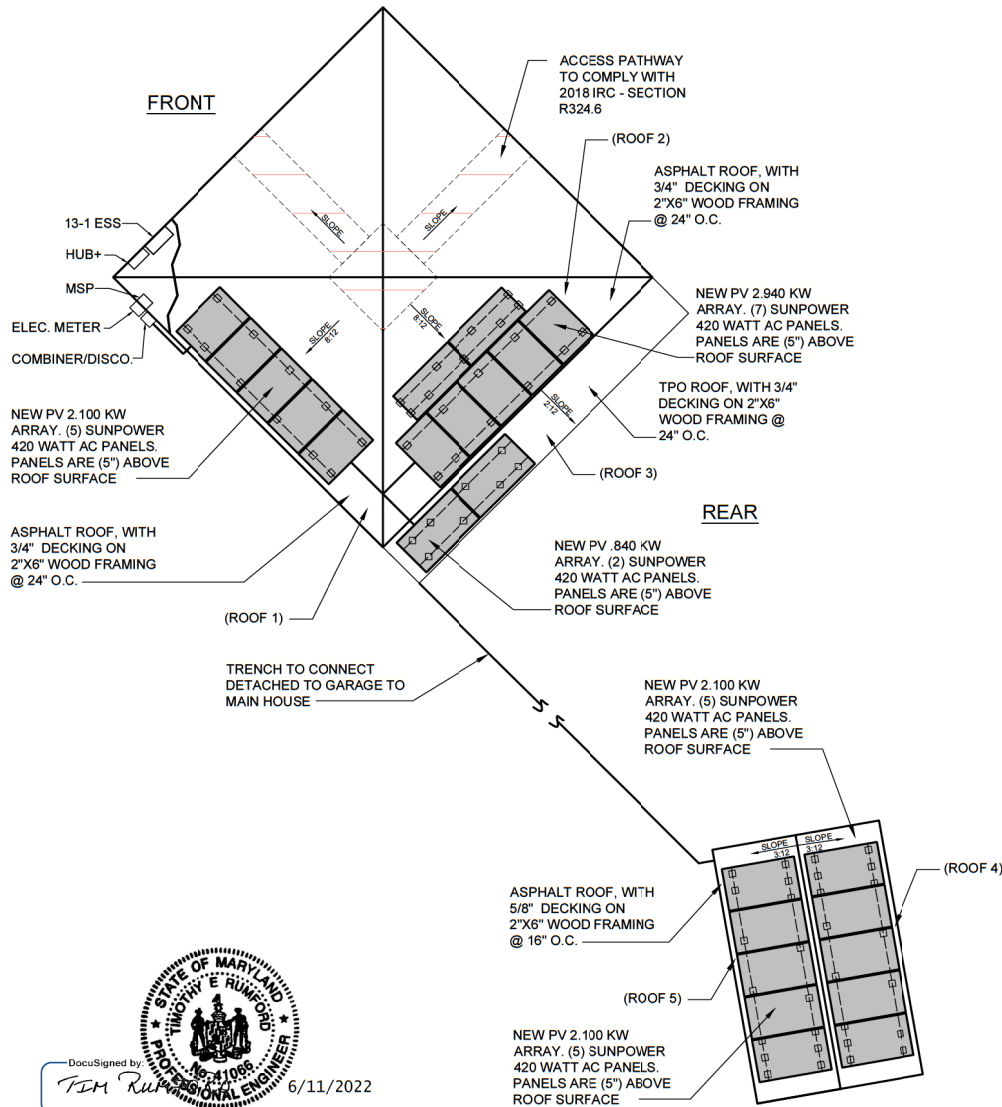 FRONT
ACCESS PATHWAY
TO COMPLY WITH
2018 IRC - SECTION
R324.6
(ROOF 2)
ASPHALT ROOF, WITH
3/4" DECKING ON
2"X6" WOOD FRAMING
@ 24" O.C.
13-1 ESS
HUB+
MSP
ELEC. METER
COMBINER/DISCO.
SLOPE
SLOPE
SLOPE
8:12
SLOPE
8:12
NEW PV 2.940 KW
ARRAY. (7) SUNPOWER
420 WATT AC PANELS.
PANELS ARE (5") ABOVE
ROOF SURFACE
TPO ROOF, WITH 3/4"
DECKING ON 2"X6"
WOOD FRAMING @
24" O.C.
SLOPE
2:12
(ROOF 3)
NEW PV 2.100 KW
ARRAY. (5) SUNPOWER
420 WATT AC PANELS.
PANELS ARE (5") ABOVE
ROOF SURFACE
REAR
ASPHALT ROOF, WITH
3/4" DECKING ON
2"X6" WOOD FRAMING
@ 24" O.C.
NEW PV .840 KW
ARRAY. (2) SUNPOWER
420 WATT AC PANELS.
PANELS ARE (5") ABOVE
ROOF SURFACE
(ROOF 1)
TRENCH TO CONNECT
DETACHED TO GARAGE TO
MAIN HOUSE
NEW PV 2.100 KW
ARRAY. (5) SUNPOWER
420 WATT AC PANELS.
PANELS ARE (5") ABOVE
ROOF SURFACE
SLOPE
3:12
SLOPE
3:12
(ROOF 4)
ASPHALT ROOF, WITH
5/8" DECKING ON
2"X6" WOOD FRAMING
@ 16" O.C.
(ROOF 5)
NEW PV 2.100 KW
ARRAY. (5) SUNPOWER
420 WATT AC PANELS.
PANELS ARE (5") ABOVE
ROOF SURFACE
STATE OF MARYLAND
TIMOTHY E RUMFORD
No. 41066
PROFESSIONAL ENGINEER
DocuSigned by:
TIM
6/11/2022